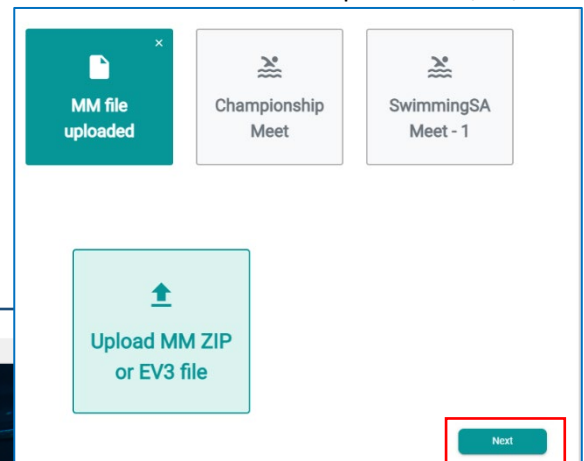 ×
MM file
uploaded
Championship
Meet
SwimmingSA
Meet - 1
Upload MM ZIP
or EV3 file
Next